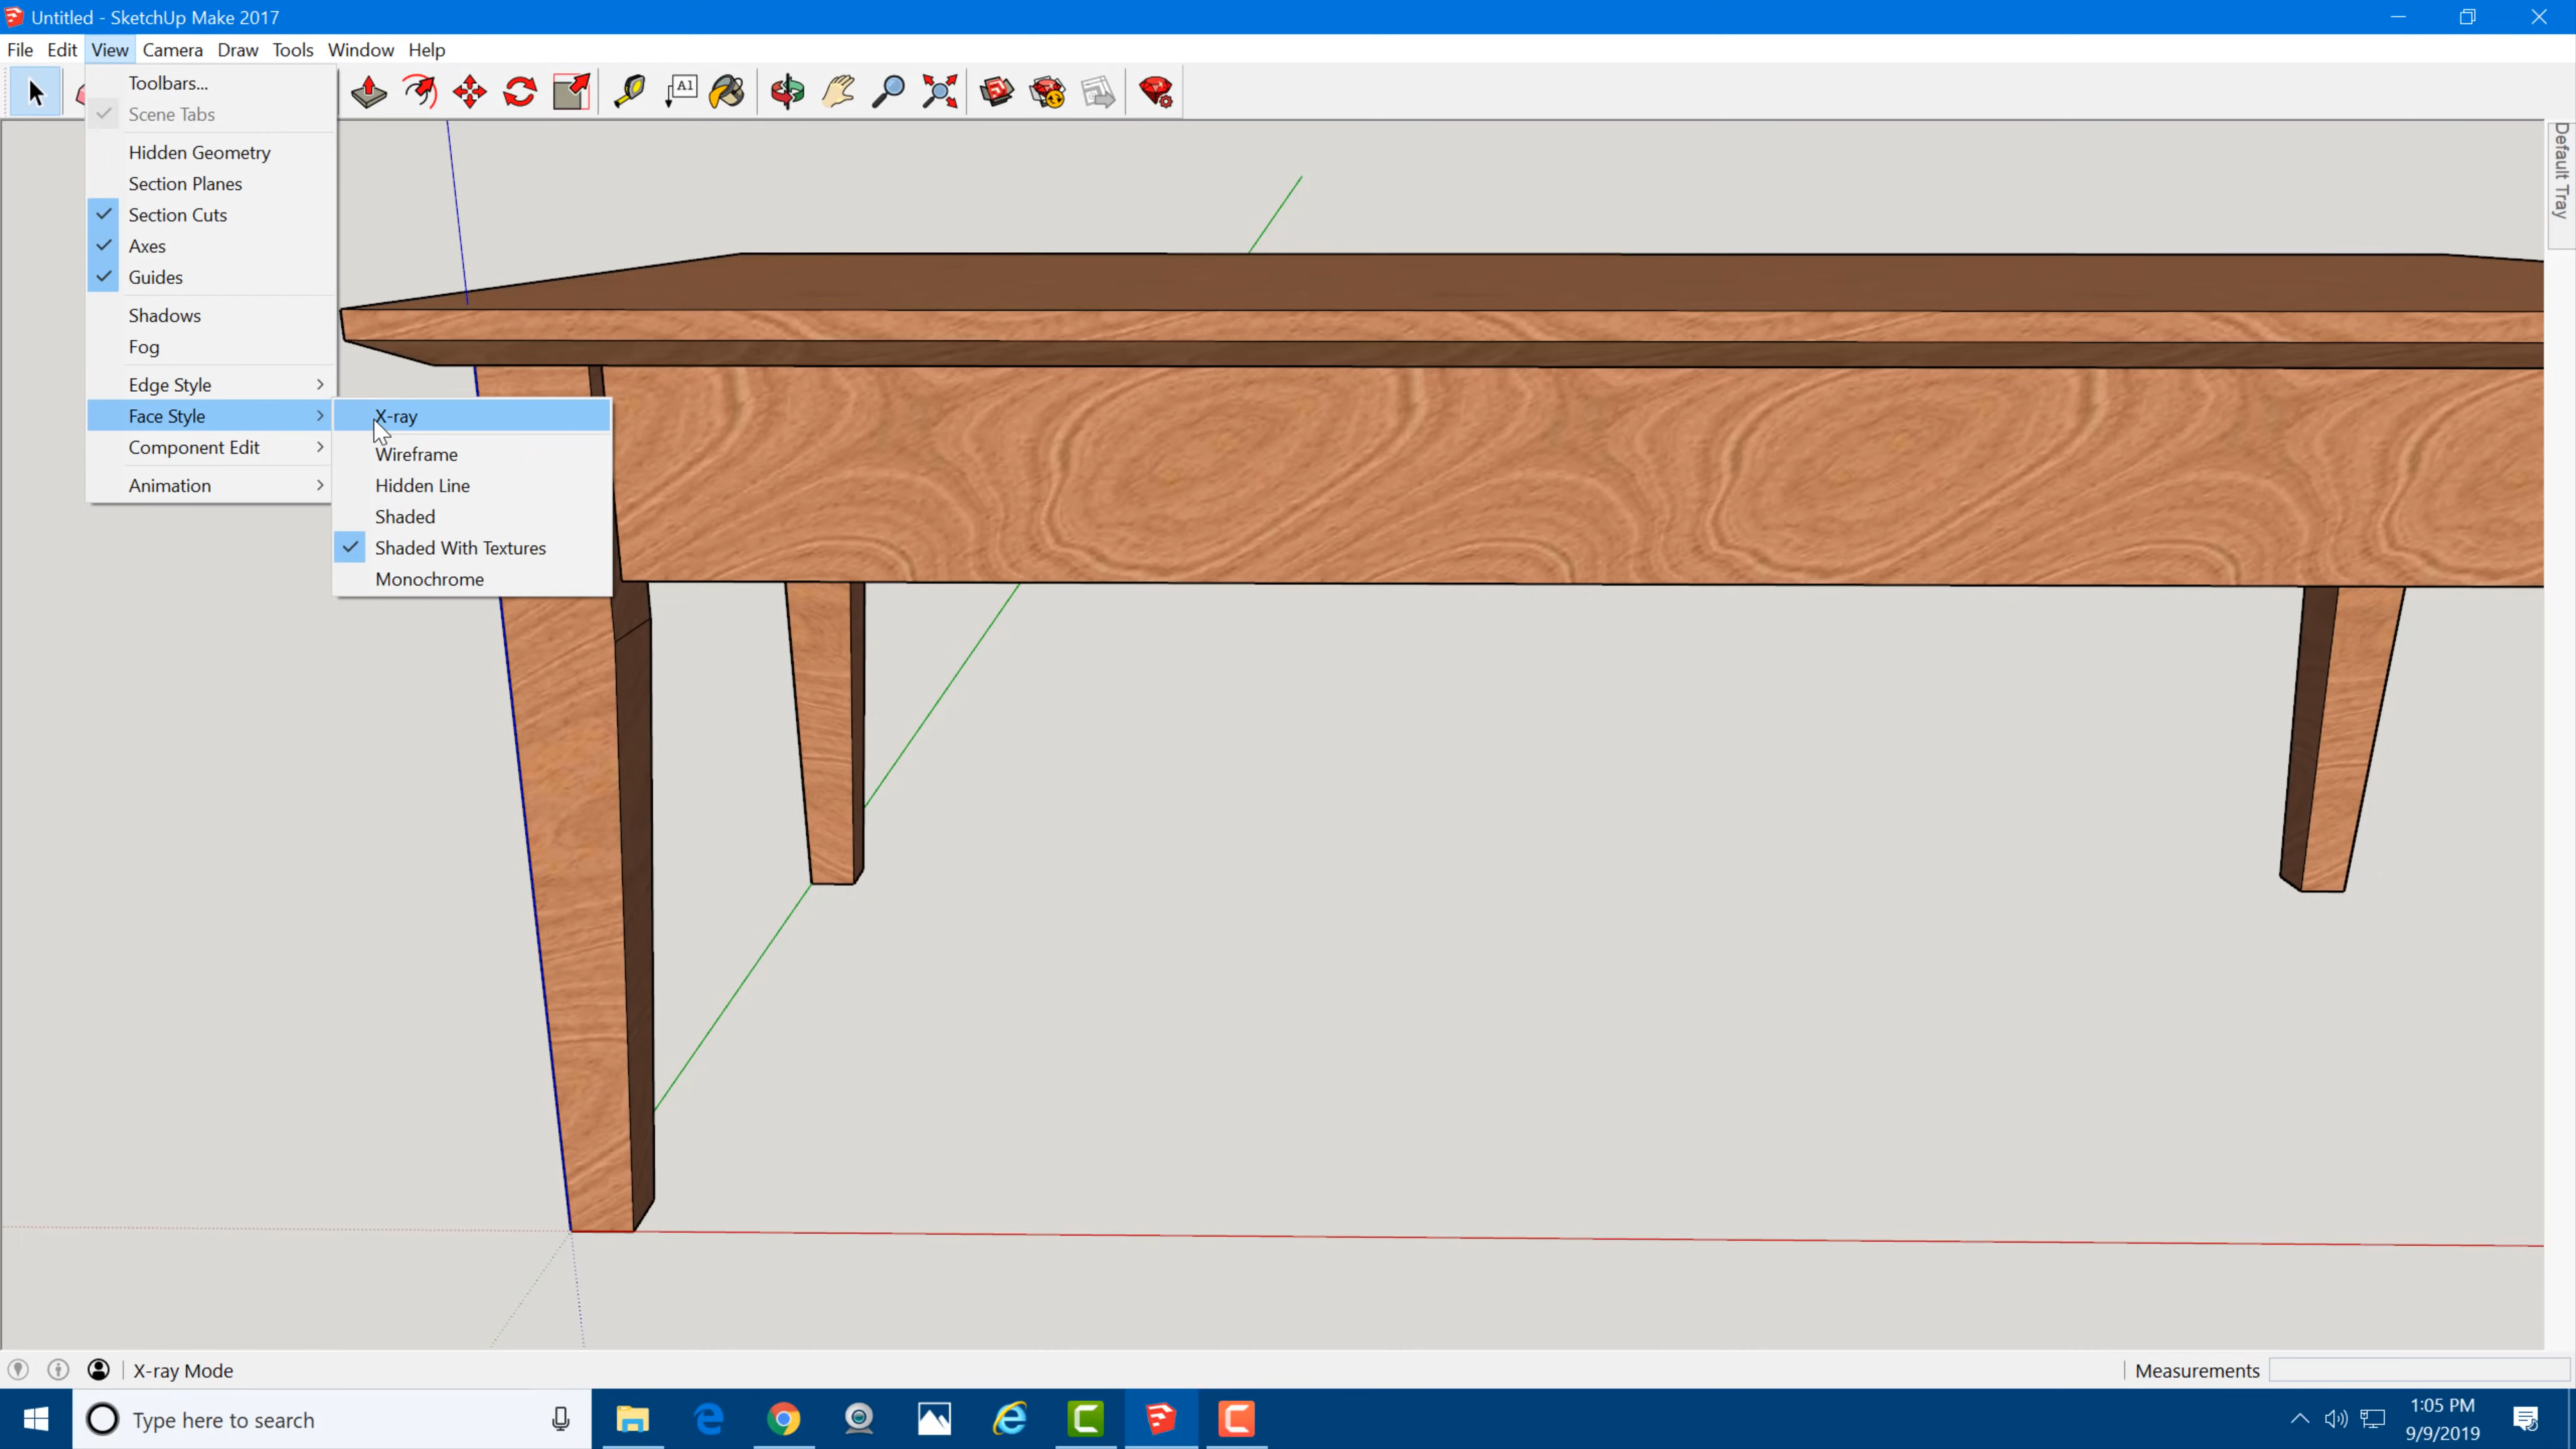 Untitled - SketchUp Make 2017
File Edit View Camera Draw Tools Window Help
A1
Toolbars...
Scene Tabs
Hidden Geometry
Section Planes
Section Cuts
Axes
Guides
Shadows
Fog
Edge Style
Face Style
Component Edit
Animation
X-ray
Wireframe
Hidden Line
Shaded
Shaded With Textures
Monochrome
Default Tray
X-ray Mode
Measurements
Type here to search
1:05 PM
9/9/2019